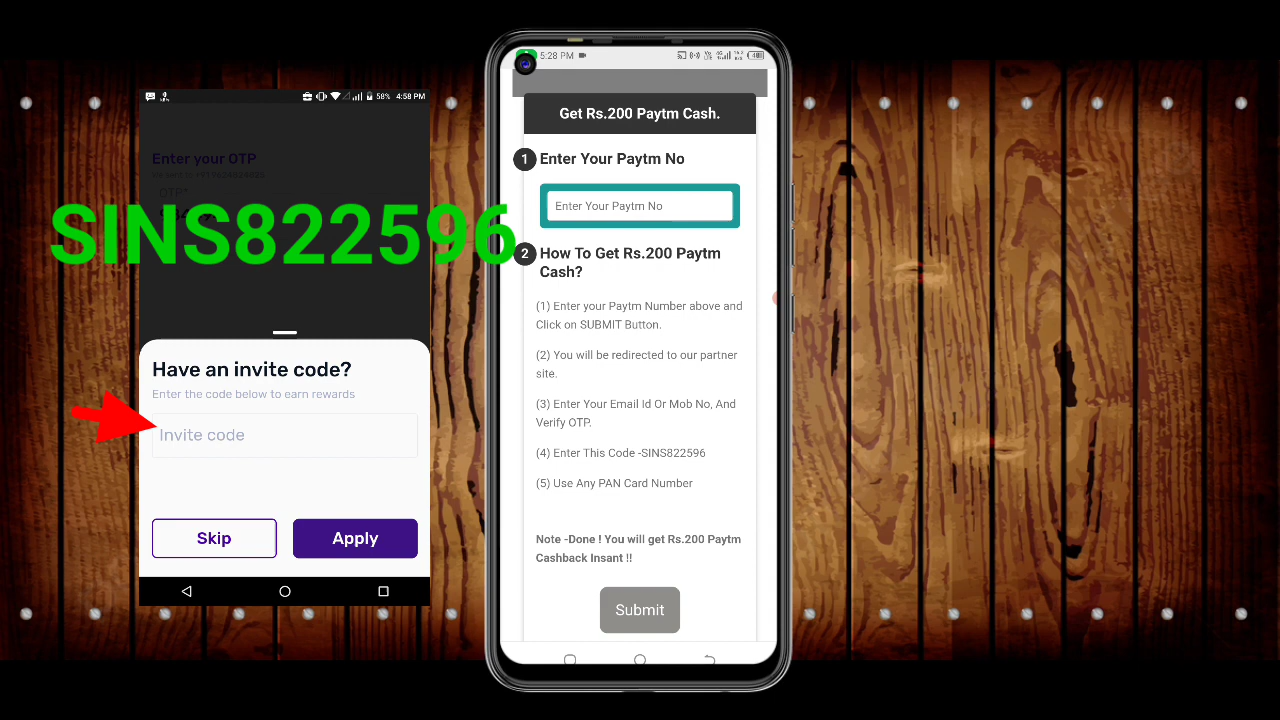 58% 4:58 PM
Enter your OTP
OTP*
SINS822596
Have an invite code?
Enter the code below to earn rewards
Invite code
Skip
Apply
5:28 PM
Get Rs.200 Paytm Cash.
1 Enter Your Paytm No
Enter Your Paytm No
2 How To Get Rs.200 Paytm
Cash?
(1) Enter your Paytm Number above and
Click on SUBMIT Button.
(2) You will be redirected to our partner
site.
(3) Enter Your Email Id Or Mob No, And
Verify OTP.
(4) Enter This Code -SINS822596
(5) Use Any PAN Card Number
Note -Done ! You will get Rs.200 Paytm
Cashback Insant !!
Submit